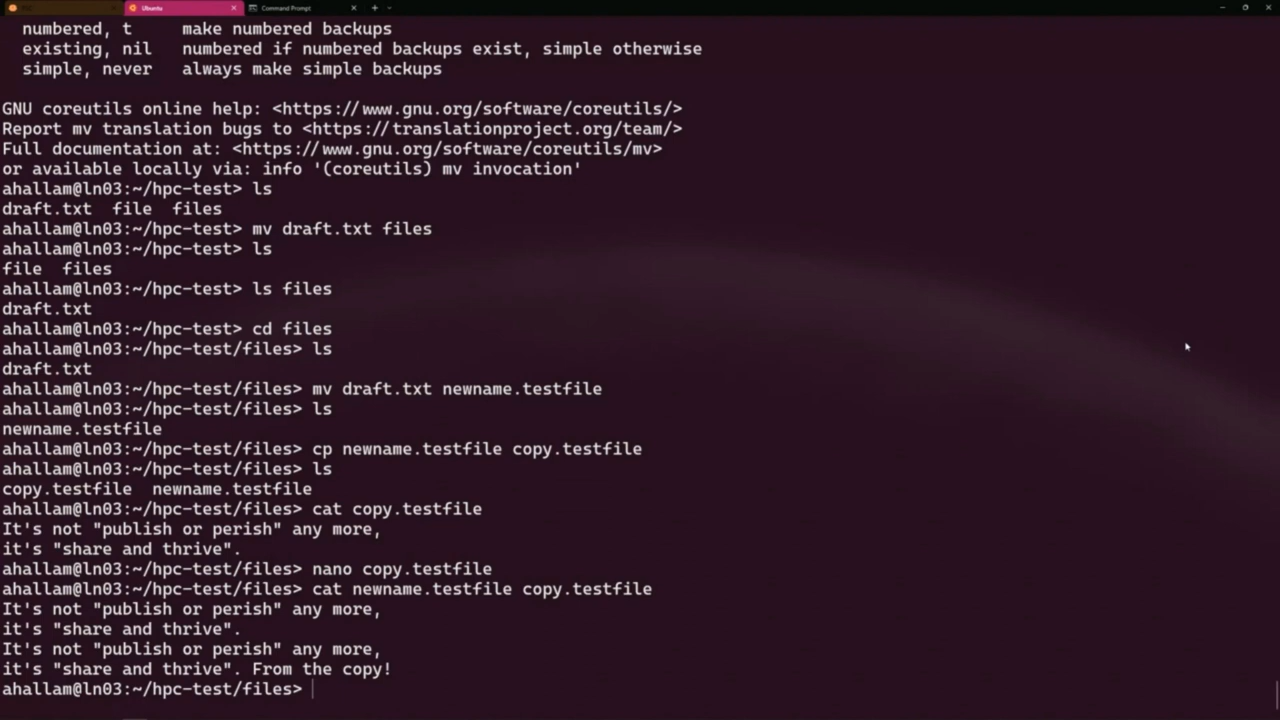 Ubuntu
Command Prompt
numbered, t     make numbered backups
existing, nil   numbered if numbered backups exist, simple otherwise
simple, never   always make simple backups
GNU coreutils online help: <https://www.gnu.org/software/coreutils/>
Report mv translation bugs to <https://translationproject.org/team/>
Full documentation at: <https://www.gnu.org/software/coreutils/mv>
or available locally via: info '(coreutils) mv invocation'
ahallam@ln03:~/hpc-test> ls
draft.txt  file  files
ahallam@ln03:~/hpc-test> mv draft.txt files
ahallam@ln03:~/hpc-test> ls
file  files
ahallam@ln03:~/hpc-test> ls files
draft.txt
ahallam@ln03:~/hpc-test> cd files
ahallam@ln03:~/hpc-test/files> ls
draft.txt
ahallam@ln03:~/hpc-test/files> mv draft.txt newname.testfile
ahallam@ln03:~/hpc-test/files> ls
newname.testfile
ahallam@ln03:~/hpc-test/files> cp newname.testfile copy.testfile
ahallam@ln03:~/hpc-test/files> ls
copy.testfile  newname.testfile
ahallam@ln03:~/hpc-test/files> cat copy.testfile
It's not "publish or perish" any more,
it's "share and thrive".
ahallam@ln03:~/hpc-test/files> nano copy.testfile
ahallam@ln03:~/hpc-test/files> cat newname.testfile copy.testfile
It's not "publish or perish" any more,
it's "share and thrive".
It's not "publish or perish" any more,
it's "share and thrive". From the copy!
ahallam@ln03:~/hpc-test/files>